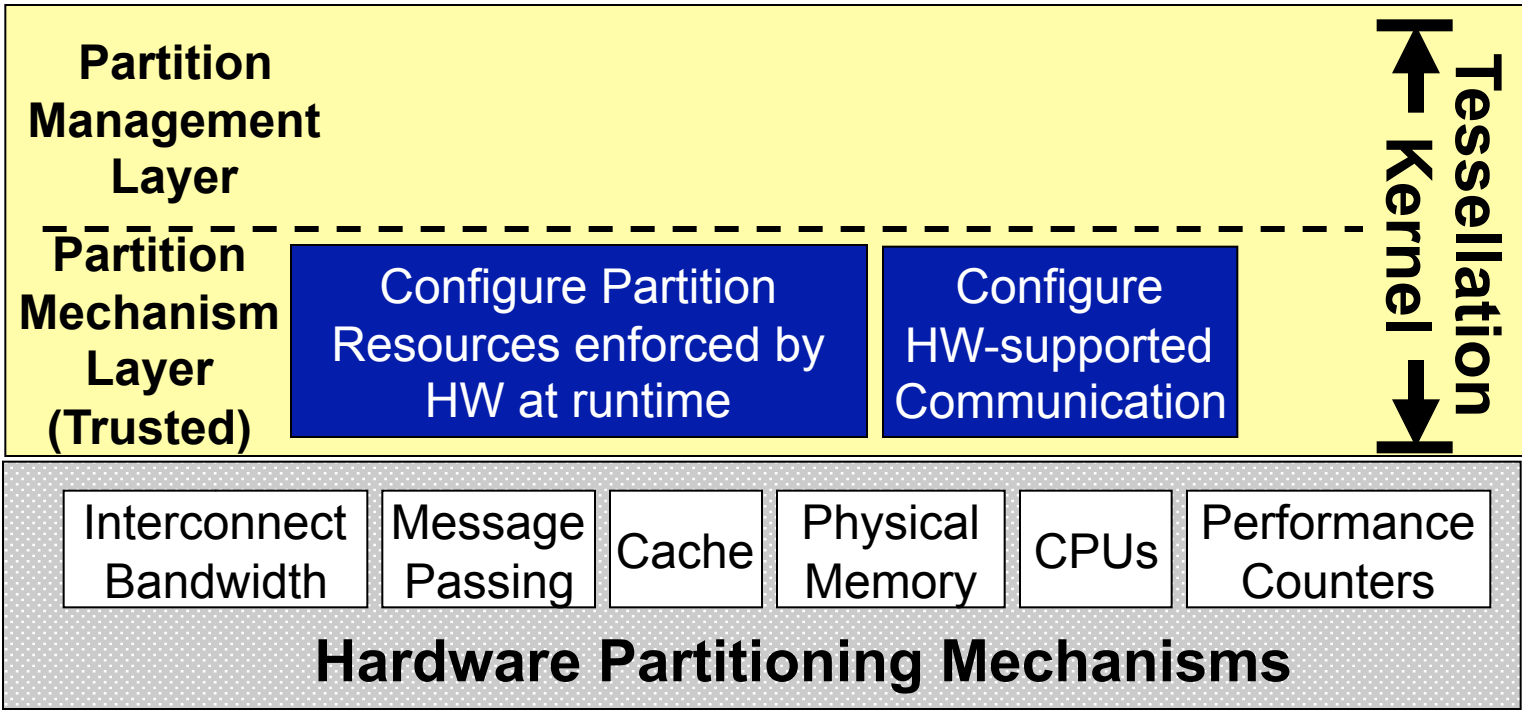 Partition
Management
Layer
Tessellation
Kernel
Partition
Mechanism
Layer
(Trusted)
Configure Partition
Resources enforced by
HW at runtime
Configure
HW-supported
Communication
Interconnect
Bandwidth
Message
Passing
Cache
Physical
Memory
CPUs
Performance
Counters
Hardware Partitioning Mechanisms